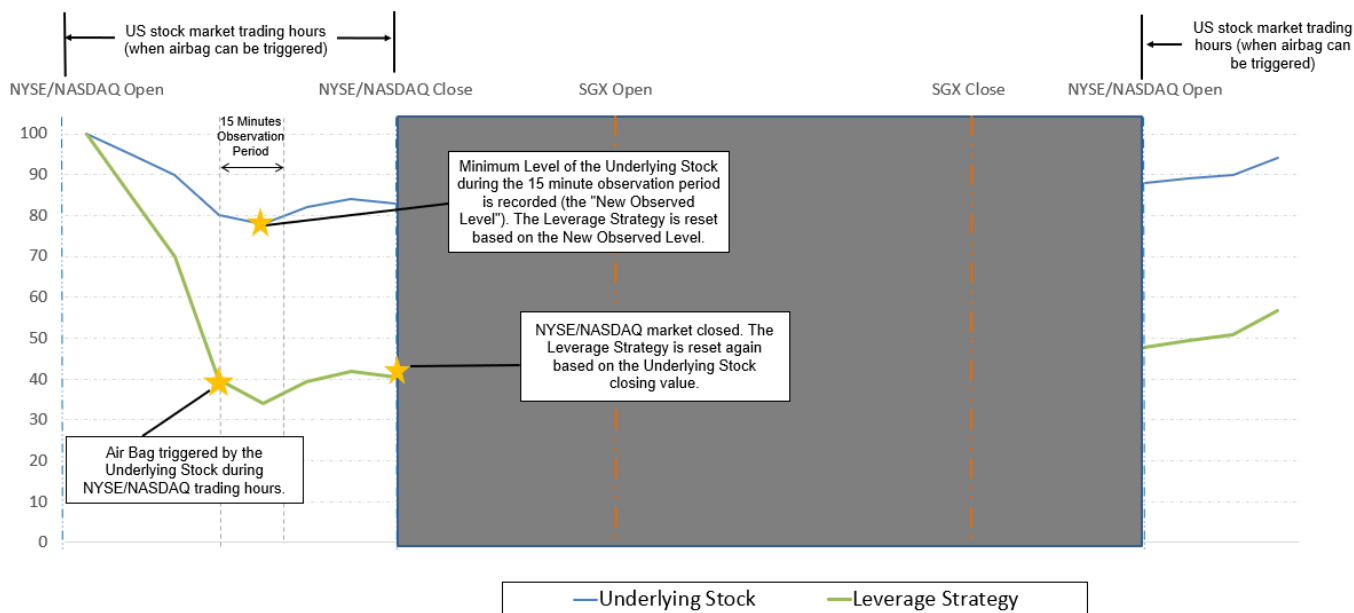 US stock market trading hours
(when airbag can be triggered)
US stock market trading
hours (when airbag can
be triggered)
NYSE/NASDAQ Open
NYSE/NASDAQ Close
SGX Open
SGX Close
NYSE/NASDAQ Open
15 Minutes
Observation
Period
100
90
80
70
60
50
40
30
20
10
0
Minimum Level of the Underlying Stock
during the 15 minute observation period
is recorded (the "New Observed
Level"). The Leverage Strategy is reset
based on the New Observed Level.
NYSE/NASDAQ market closed. The
Leverage Strategy is reset again
based on the Underlying Stock
closing value.
Air Bag triggered by the
Underlying Stock during
NYSE/NASDAQ trading hours.
Underlying Stock
Leverage Strategy